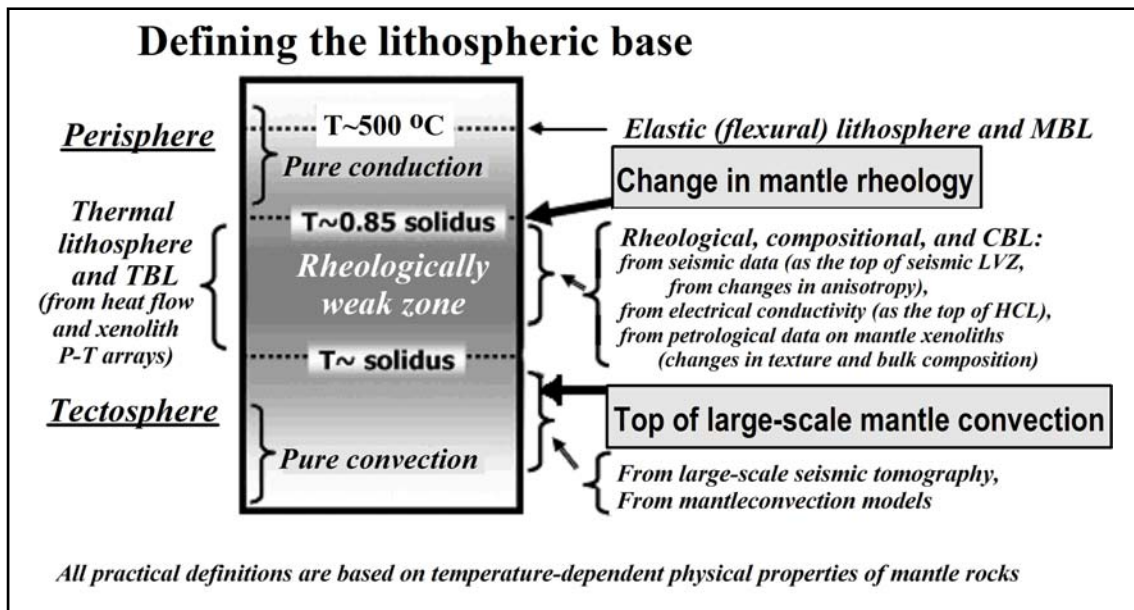 Defining the lithospheric base
Perisphere
T~500 ºC
Elastic (flexural) lithosphere and MBL
Pure conduction
Change in mantle rheology
Thermal
lithosphere
and TBL
(from heat flow
and xenolith
P-T arrays)
T~0.85 solidus
Rheologically
weak zone
Rheological, compositional, and CBL:
from seismic data (as the top of seismic LVZ,
from changes in anisotropy),
from electrical conductivity (as the top of HCL),
from petrological data on mantle xenoliths
(changes in texture and bulk composition)
T~ solidus
Tectosphere
Top of large-scale mantle convection
Pure convection
From large-scale seismic tomography,
From mantleconvection models
All practical definitions are based on temperature-dependent physical properties of mantle rocks